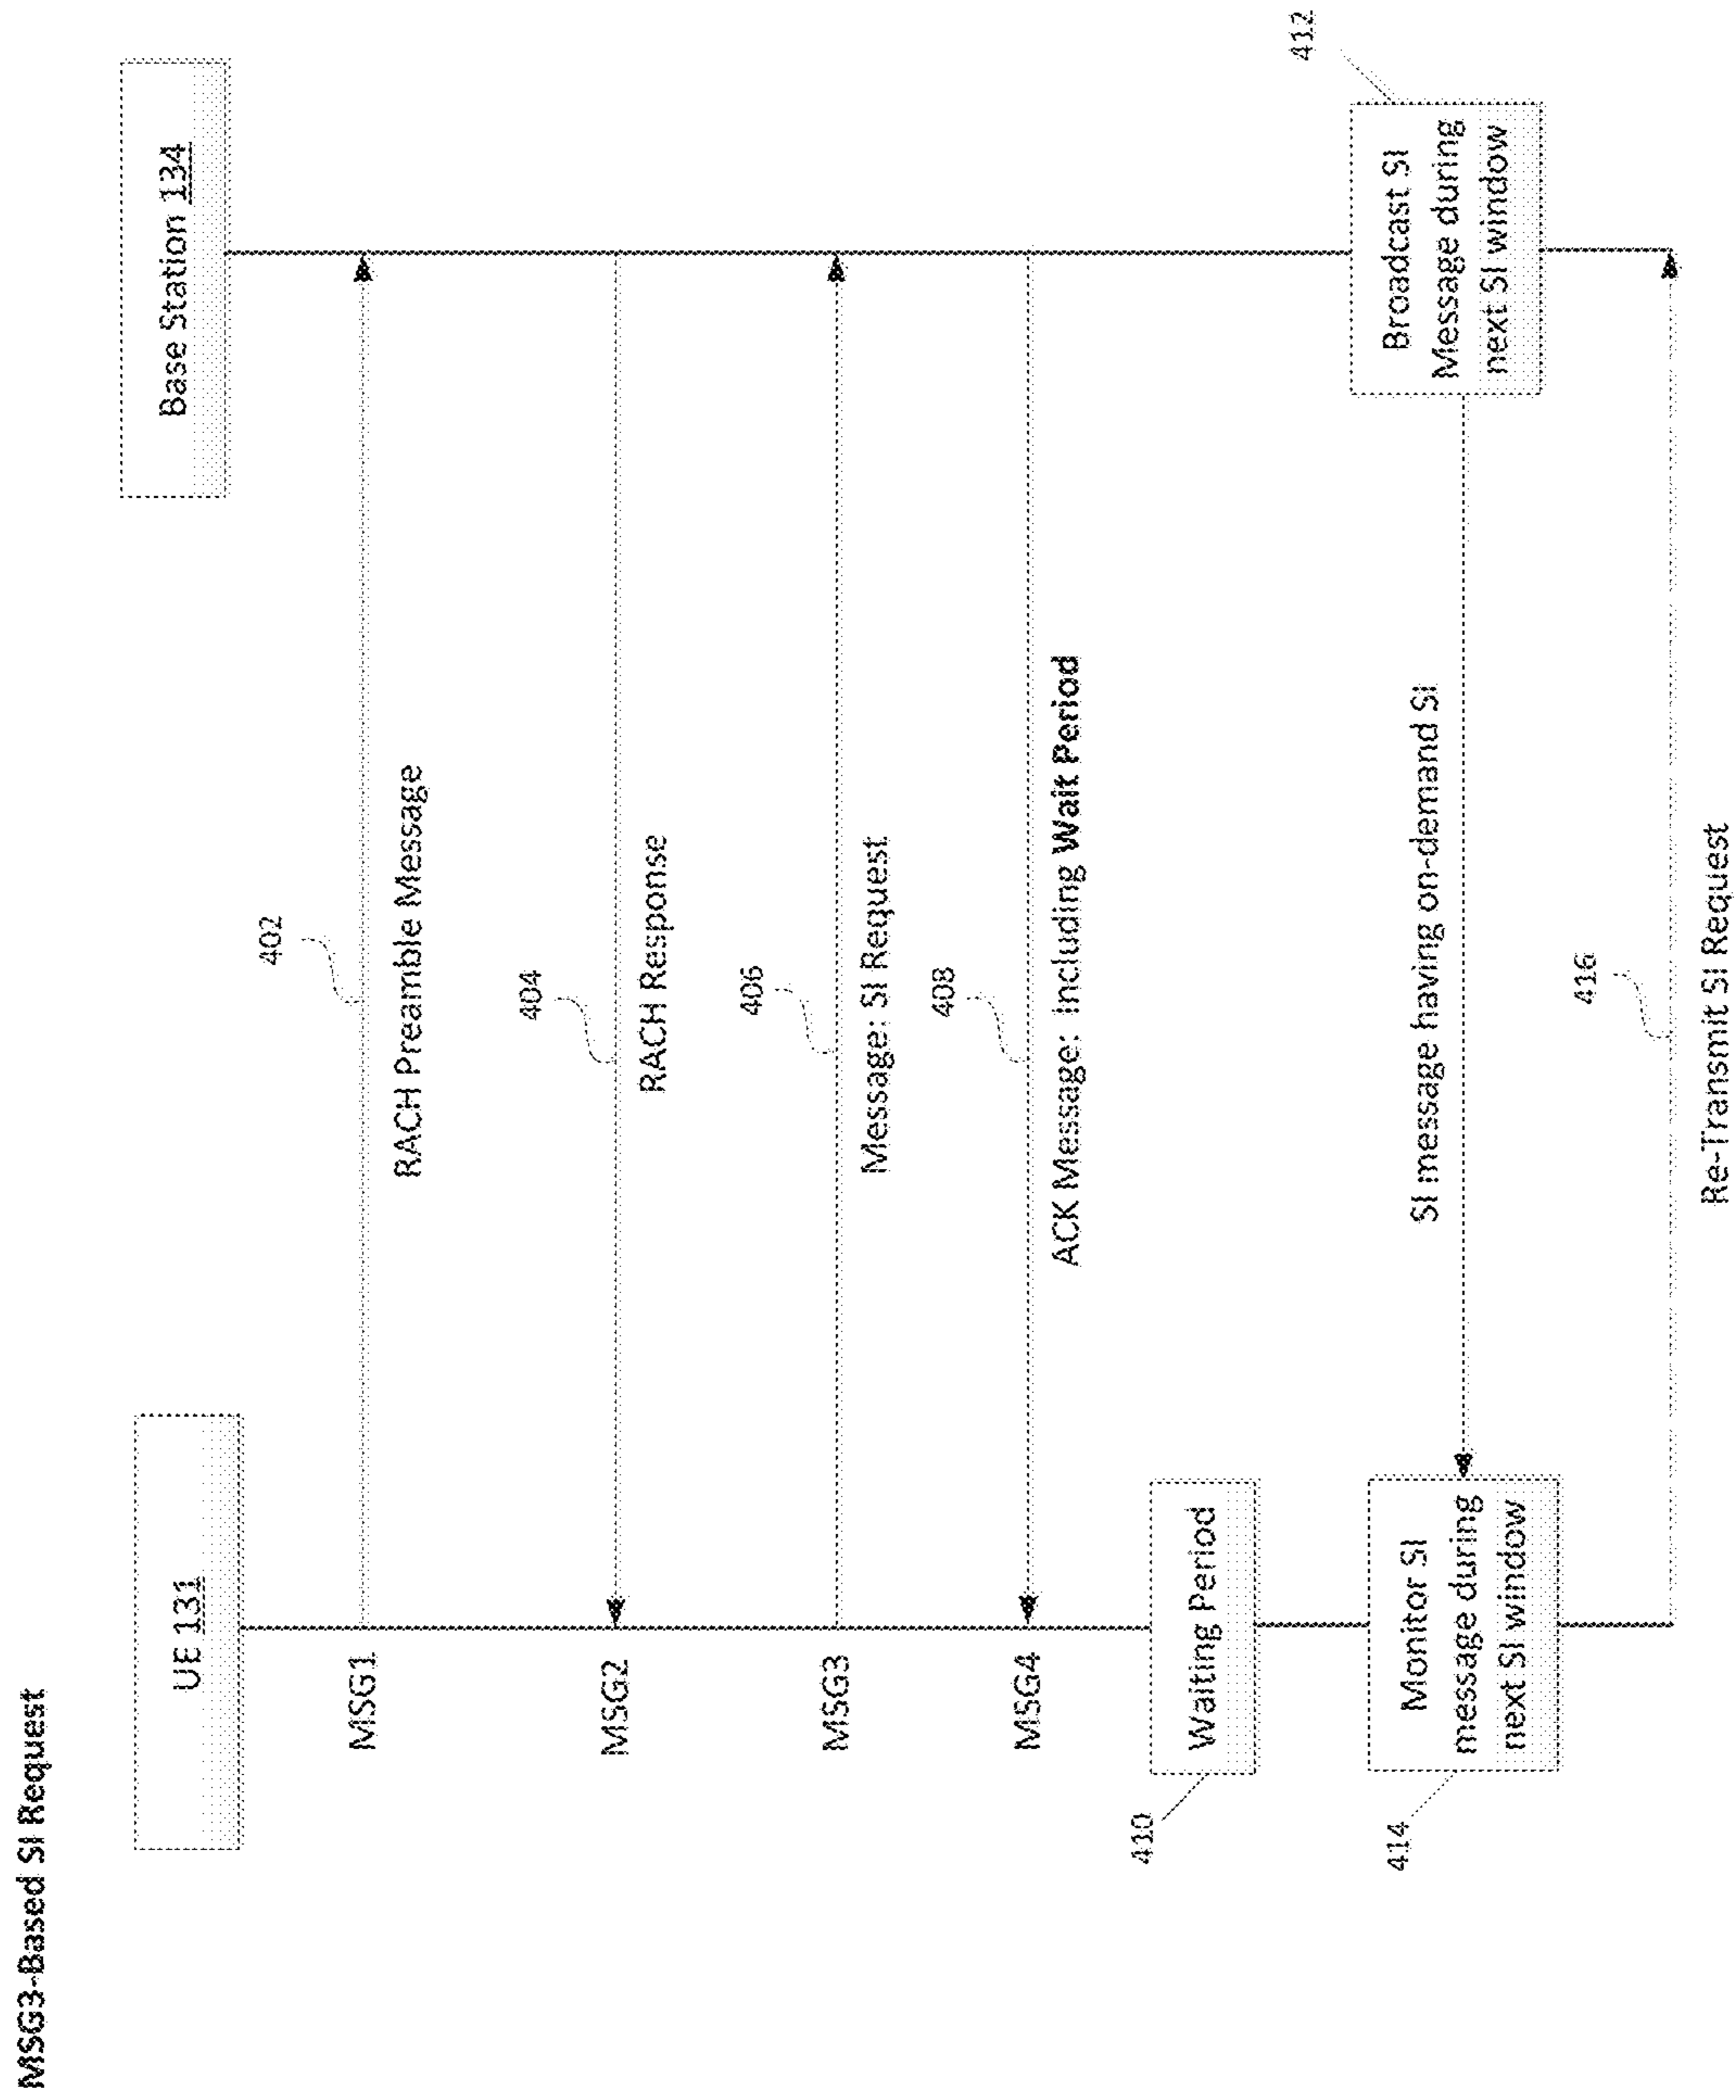 MSG3-Based SI Request
UE 131
Base Station 134
402
MSG1
RACH Preamble Message
404
MSG2
RACH Response
406
MSG3
Message: SI Request
408
MSG4
ACK Message: Including Wait Period
410
Waiting Period
412
Broadcast SI
Message during
next SI window
414
Monitor SI
message during
next SI window
SI message having on-demand SI
416
Re-Transmit SI Request